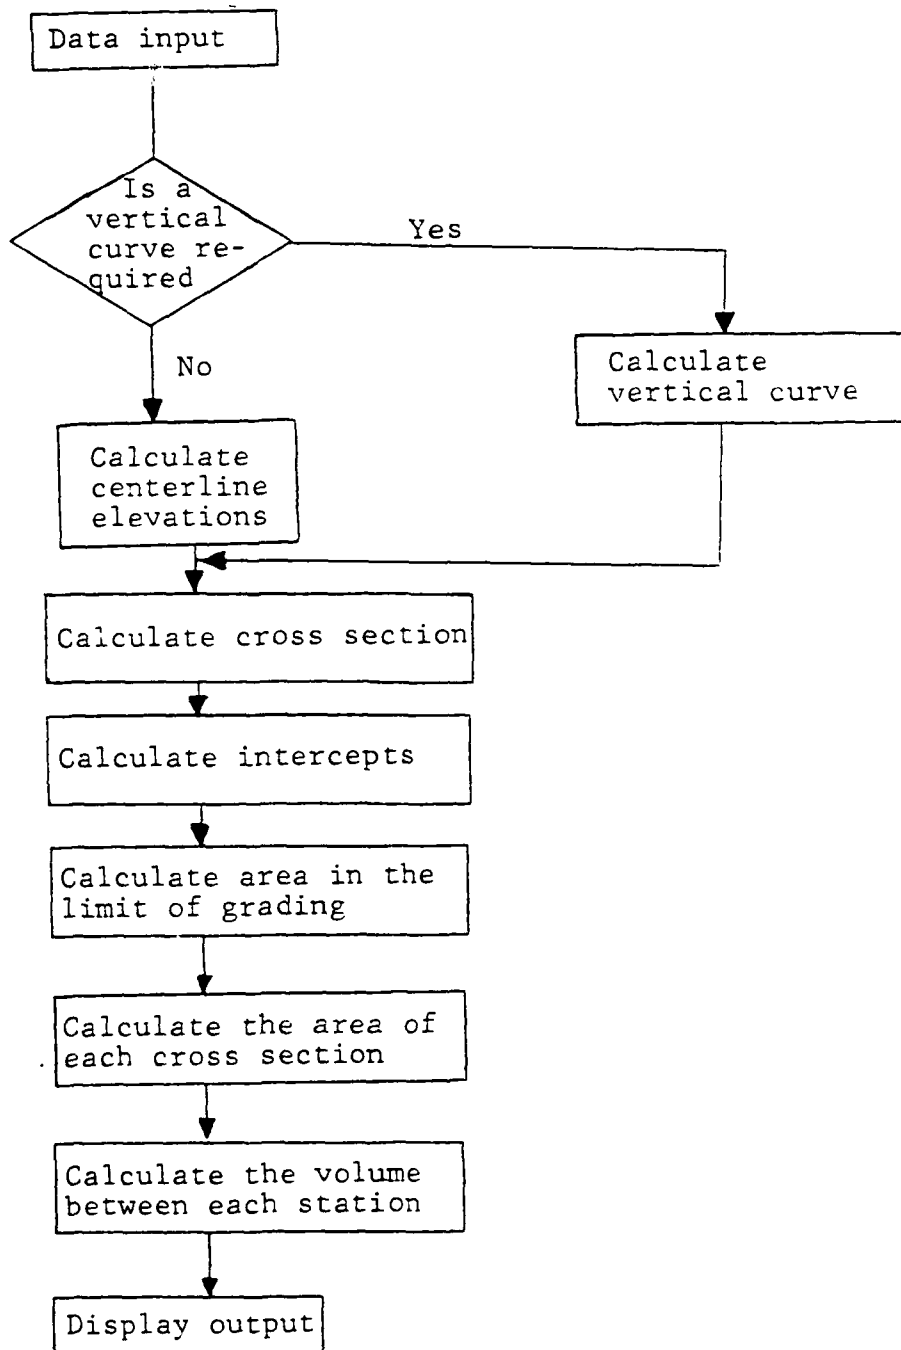 Data input
Is a
vertical
curve re-
quired
Yes
No
Calculate
vertical curve
Calculate
centerline
elevations
Calculate cross section
Calculate intercepts
Calculate area in the
limit of grading
Calculate the area of
each cross section
Calculate the volume
between each station
Display output